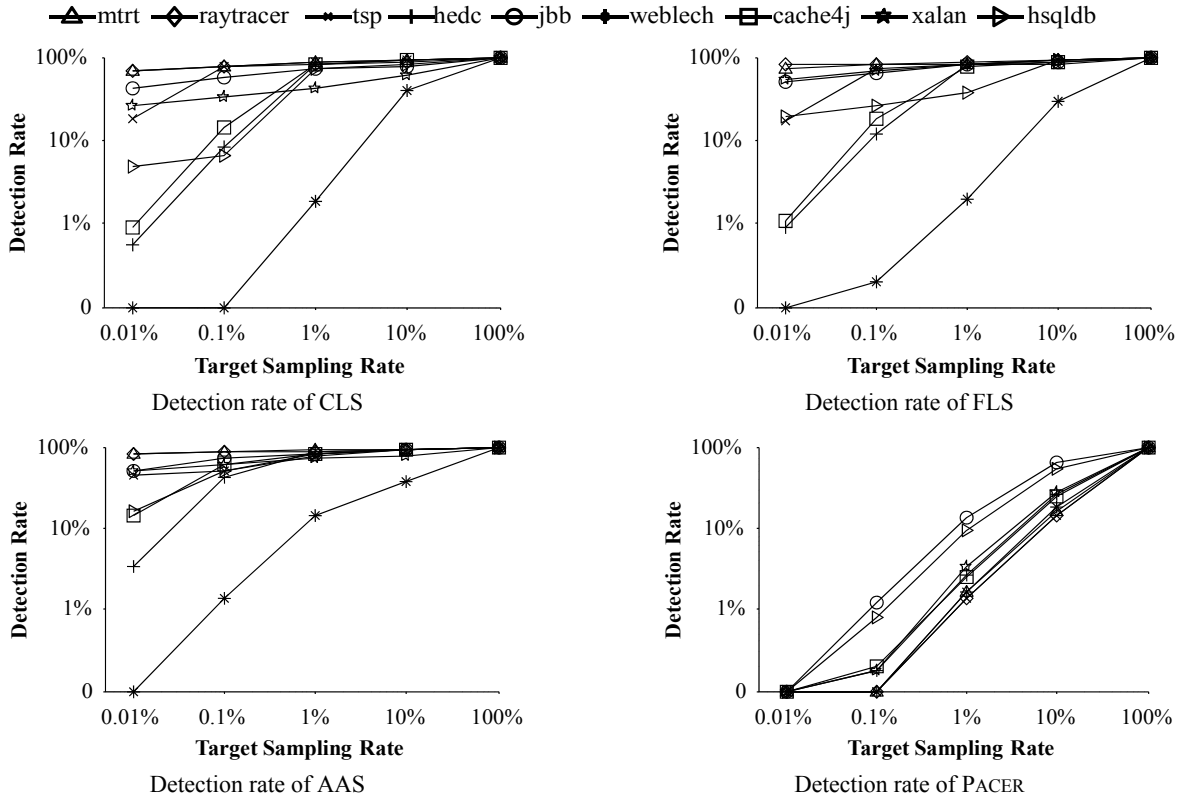 mtrt raytracer tsp hedc jbb weblech cache4j xalan hsqldb
100%
10%
1%
0
Detection Rate
0.01% 0.1% 1% 10% 100%
Target Sampling Rate
Detection rate of CLS
100%
10%
1%
0
Detection Rate
0.01% 0.1% 1% 10% 100%
Target Sampling Rate
Detection rate of FLS
100%
10%
1%
0
Detection Rate
0.01% 0.1% 1% 10% 100%
Target Sampling Rate
Detection rate of AAS
100%
10%
1%
0
Detection Rate
0.01% 0.1% 1% 10% 100%
Target Sampling Rate
Detection rate of PACER